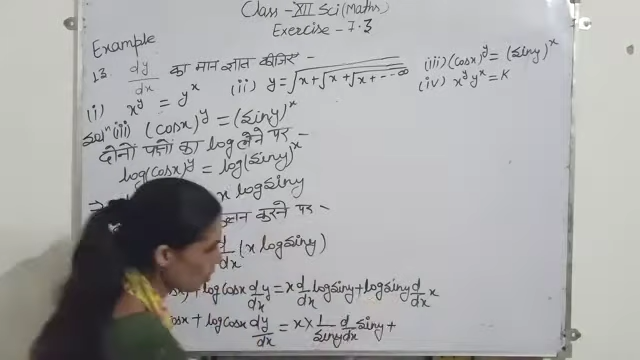 Class - XII Sci (Maths)
Exercise - 7.3
Example
13. dy/dx का मान ज्ञात कीजिए -
(i) x^y = y^x (ii) y = √x+√x+√x+---∞ (iii) (cosx)^y = (siny)^x
(iv) x^y y^x = K
Solⁿ (iii) (cosx)^y = (siny)^x
दोनों पक्षों का log लेने पर -
log(cosx)^y = log(siny)^x
⇒ x logsiny
करने पर -
d/dx (x logsiny)
+ logcosx dy/dx = x d/dx logsiny + logsiny d/dx x
cosx + logcosx dy/dx = x × 1/siny d/dx siny +